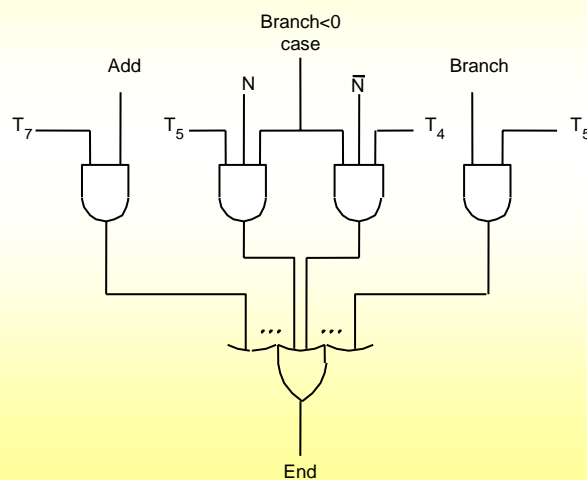 Branch<0
case
Add
N
N̅
Branch
T7
T5
T4
T5
...
...
End